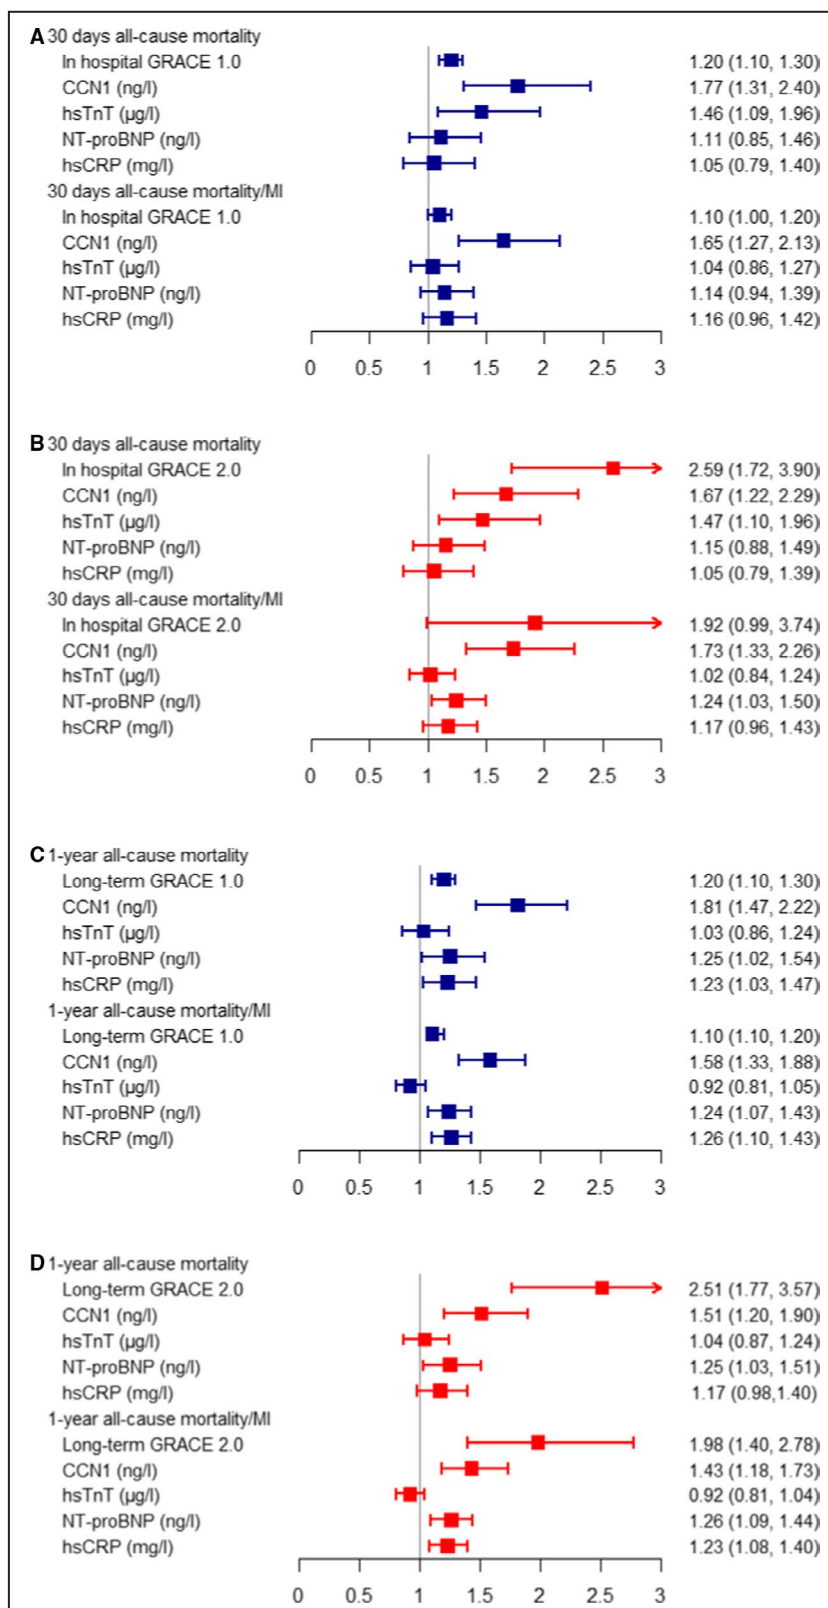 A 30 days all-cause mortality
In hospital GRACE 1.0 1.20 (1.10, 1.30)
CCN1 (ng/l) 1.77 (1.31, 2.40)
hsTnT (µg/l) 1.46 (1.09, 1.96)
NT-proBNP (ng/l) 1.11 (0.85, 1.46)
hsCRP (mg/l) 1.05 (0.79, 1.40)
30 days all-cause mortality/MI
In hospital GRACE 1.0 1.10 (1.00, 1.20)
CCN1 (ng/l) 1.65 (1.27, 2.13)
hsTnT (µg/l) 1.04 (0.86, 1.27)
NT-proBNP (ng/l) 1.14 (0.94, 1.39)
hsCRP (mg/l) 1.16 (0.96, 1.42)
0 0.5 1 1.5 2 2.5 3
B 30 days all-cause mortality
In hospital GRACE 2.0 2.59 (1.72, 3.90)
CCN1 (ng/l) 1.67 (1.22, 2.29)
hsTnT (µg/l) 1.47 (1.10, 1.96)
NT-proBNP (ng/l) 1.15 (0.88, 1.49)
hsCRP (mg/l) 1.05 (0.79, 1.39)
30 days all-cause mortality/MI
In hospital GRACE 2.0 1.92 (0.99, 3.74)
CCN1 (ng/l) 1.73 (1.33, 2.26)
hsTnT (µg/l) 1.02 (0.84, 1.24)
NT-proBNP (ng/l) 1.24 (1.03, 1.50)
hsCRP (mg/l) 1.17 (0.96, 1.43)
0 0.5 1 1.5 2 2.5 3
C 1-year all-cause mortality
Long-term GRACE 1.0 1.20 (1.10, 1.30)
CCN1 (ng/l) 1.81 (1.47, 2.22)
hsTnT (µg/l) 1.03 (0.86, 1.24)
NT-proBNP (ng/l) 1.25 (1.02, 1.54)
hsCRP (mg/l) 1.23 (1.03, 1.47)
1-year all-cause mortality/MI
Long-term GRACE 1.0 1.10 (1.10, 1.20)
CCN1 (ng/l) 1.58 (1.33, 1.88)
hsTnT (µg/l) 0.92 (0.81, 1.05)
NT-proBNP (ng/l) 1.24 (1.07, 1.43)
hsCRP (mg/l) 1.26 (1.10, 1.43)
0 0.5 1 1.5 2 2.5 3
D 1-year all-cause mortality
Long-term GRACE 2.0 2.51 (1.77, 3.57)
CCN1 (ng/l) 1.51 (1.20, 1.90)
hsTnT (µg/l) 1.04 (0.87, 1.24)
NT-proBNP (ng/l) 1.25 (1.03, 1.51)
hsCRP (mg/l) 1.17 (0.98,1.40)
1-year all-cause mortality/MI
Long-term GRACE 2.0 1.98 (1.40, 2.78)
CCN1 (ng/l) 1.43 (1.18, 1.73)
hsTnT (µg/l) 0.92 (0.81, 1.04)
NT-proBNP (ng/l) 1.26 (1.09, 1.44)
hsCRP (mg/l) 1.23 (1.08, 1.40)
0 0.5 1 1.5 2 2.5 3